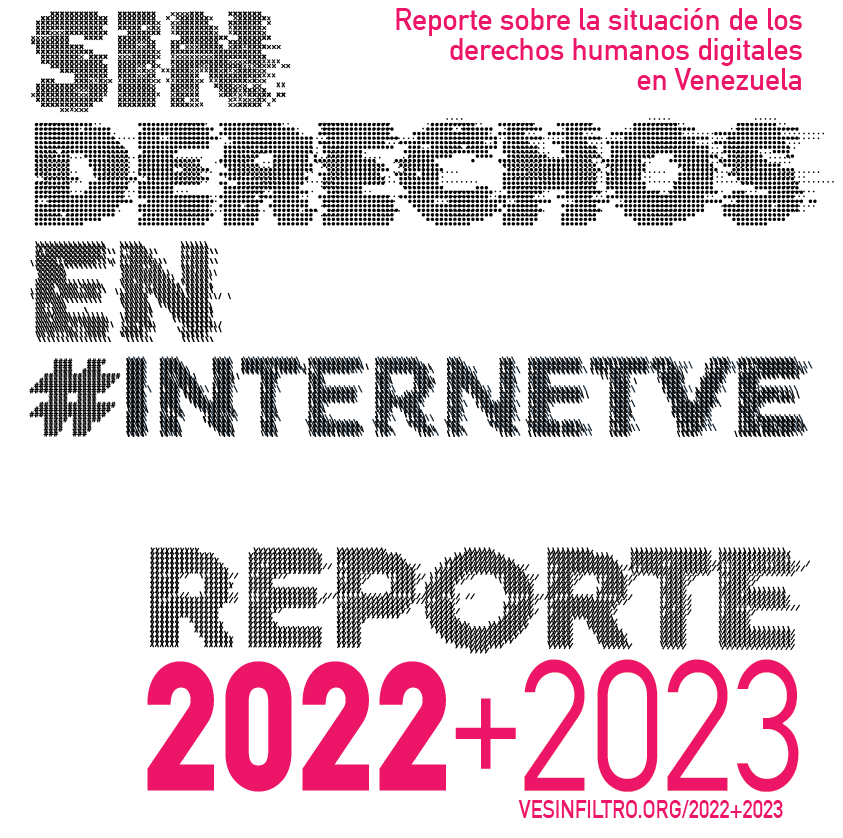 Reporte sobre la situación de los
derechos humanos digitales
en Venezuela
SIN
DERECHOS
EN
#INTERNETVE
REPORTE
2022+2023
VESINFILTRO.ORG/2022+2023